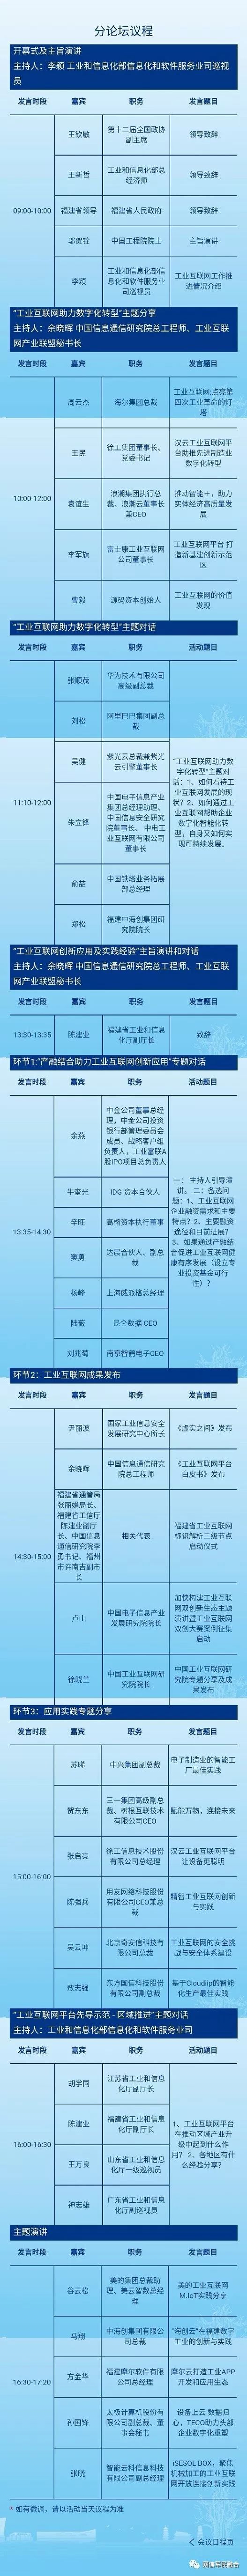 分论坛议程
开幕式及主旨演讲
主持人：李颖 工业和信息化部信息化和软件服务业司巡视
员
发言时段 嘉宾 职务 发言题目
09:00-10:00
王钦敏 第十二届全国政协
副主席 领导致辞
王新哲 工业和信息化部总
经济师 领导致辞
福建省领导 福建省人民政府 领导致辞
邬贺铨 中国工程院院士 主旨演讲
李颖 工业和信息化部信
息化和软件服务业
司巡视员 工业互联网工作推
进情况介绍
“工业互联网助力数字化转型”主题分享
主持人：余晓晖 中国信息通信研究院总工程师、工业互联
网产业联盟秘书长
发言时段 嘉宾 职务 发言题目
10:00-12:00
周云杰 海尔集团总裁 工业互联网:点亮第
四次工业革命的灯
塔
王民 徐工集团董事长、
党委书记 汉云工业互联网平
台助推先进制造业
数字化转型
袁谊生 浪潮集团执行总
裁、浪潮云董事长
兼CEO 推动智能+，助力
实体经济高质量发
展
李军旗 富士康工业互联网
公司董事长 工业互联网平台 打
造新基建创新示范
区
曹毅 源码资本创始人 工业互联网的价值
发现
“工业互联网助力数字化转型”主题对话
发言时段 嘉宾 职务 活动题目
11:10-12:00
张顺茂 华为技术有限公司
高级副总裁
刘松 阿里巴巴集团副总
裁
吴健 紫光云总裁兼紫光
云引擎董事长
朱立锋 中国电子信息产业
集团总经理助理、
中国信息安全研究
院董事长、 中电工
业互联网有限公司
董事长
俞喆 中国铁塔业务拓展
部总经理
郑松 福建中海创集团研
究院院长
“工业互联网助力数
字化转型”主题对
话：1、如何看待工
业互联网发展的现
状？2、如何通过工
业互联网帮助企业
数字化智能化转
型，自身又如何实
现可持续发展。
“工业互联网创新应用及实践经验”主旨演讲和对话
主持人：余晓晖 中国信息通信研究院总工程师、工业互联
网产业联盟秘书长
发言时段 嘉宾 职务 发言题目
13:30-13:35 陈建业 福建省工业和信息
化厅副厅长 致辞
环节1:“产融结合助力工业互联网创新应用”专题对话
发言时段 嘉宾 职务 活动题目
13:35-14:30
余燕 中金公司董事总经
理，中金公司投资
银行部管理委员会
成员、战略客户组
负责人，工业富联A
股IPO项目总负责人
牛奎光 IDG 资本合伙人
辛旺 品榕资本执行董事
窦勇 达晨合伙人、副总
裁
杨峰 上海威派格总经理
陆薇 昆仑数据 CEO
刘兆萄 南京智鹤电子CEO
一： 主持人引导演
讲。 二：备选问
题：1、工业互联网
企业融资需求和主要
特点？2、主要融资
途径和目前进展？
3、如果通过产融结
合促进工业互联网健
康有序发展（设立专
业投资基金可行
性）？
环节2：工业互联网成果发布
发言时段 嘉宾 职务 发言题目
14:30-15:00
尹丽波 国家工业信息安全
发展研究中心所长 《虚实之间》发布
余晓晖 中国信息通信研究
院总工程师 《工业互联网平台
白皮书》发布
福建省通管局
张丽娟局长、
福建省工信厅
陈建业副厅
长、中国信息
通信研究院李
勇书记、福州
市许南吉副市
长 相关代表 福建省工业互联网
标识解析二级节点
启动仪式
卢山 中国电子信息产业
发展研究院院长 加快构建工业互联
网双创新生态主题
演讲暨工业互联网
双创大赛案例征集
启动
徐晓兰 中国工业互联网研
究院院长 中国工业互联网研
究院专题分享及成
果发布
环节3：应用实践专题分享
发言时段 嘉宾 职务 发言题目
15:00-16:00
苏晞 中兴集团副总裁 电子制造业的智能工
厂最佳实践
贺东东 三一集团高级副总
裁、树根互联技术
有限公司CEO 赋能万物，连接未来
张启亮 徐工信息技术股份
有限公司总经理 汉云工业互联网平台
让设备更聪明
陈强兵 用友网络科技股份
有限公司CEO兼总
裁 精智工业互联网创新
与实践
吴云坤 北京奇安信科技有
限公司总裁 工业互联网的安全挑
战与安全体系建设
敖志强 东方国信科技股份
有限公司副总裁 基于Cloudiip的智能
化生产最佳实践
“工业互联网平台先导示范 - 区域推进”主题对话
主持人：工业和信息化部信息化和软件服务业司
发言时段 嘉宾 职务 活动题目
16:00-16:30
胡学同 江苏省工业和信息
化厅副厅长
陈建业 福建省工业和信息
化厅副厅长
王万良 山东省工业和信息
化厅一级巡视员
神志雄 广东省工业和信息
化厅副巡视员
1、工业互联网平台
在推动区域产业升
级中起到什么作
用？ 2、各地区有什
么经验分享？
主题演讲
发言时段 嘉宾 职务 发言题目
16:30-17:20
谷云松 美的集团总裁助
理、美云智数总经
理 美的工业互联网
M.IoT实践分享
马翔 中海创集团有限公
司总裁 “海创云”在福建数字
工业的创新与实践
方金华 福建摩尔软件有限
公司总经理 摩尔云打造工业APP
开发和应用生态
孙国锋 太极计算机股份有
限公司副总裁、董
事会秘书 设备上云 数据归
心，TECO助力头部
企业数字化重塑
张晓 智能云科信息科技
有限公司副总经理 iSESOL BOX，聚焦
机械加工的工业互联
网开放连接创新实践
* 如有微调，请以活动当天议程为准
< 会议日程页